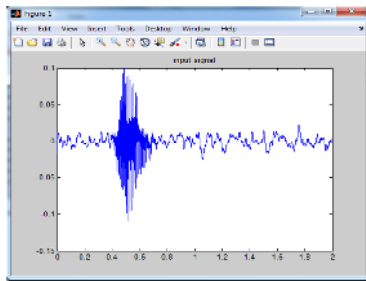 Figure 1
File Edit View Insert Tools Desktop Window Help
input signal
0.1
0.05
0
0.05
0.1
-0.15
0 0.2 0.4 0.6 0.8 1 1.2 1.4 1.6 1.8 2